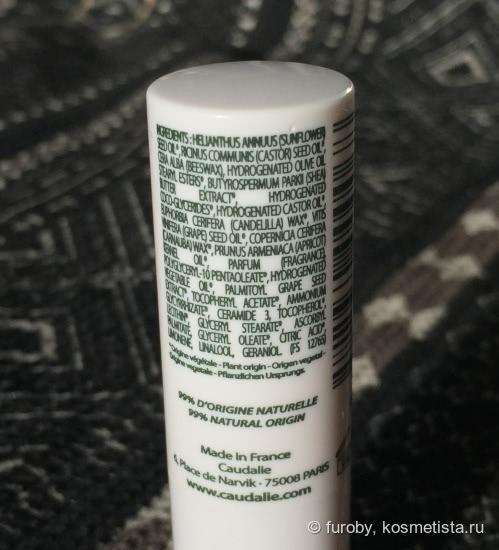 INGREDIENTS : HELIANTHUS ANNUUS (SUNFLOWER)
SEED OIL*, RICINUS COMMUNIS (CASTOR) SEED OIL*,
CERA ALBA (BEESWAX), HYDROGENATED OLIVE OIL
STEARYL ESTERS*, BUTYROSPERMUM PARKII (SHEA)
BUTTER EXTRACT*, HYDROGENATED
COCO-GLYCERIDES*, HYDROGENATED CASTOR OIL*,
EUPHORBIA CERIFERA (CANDELILLA) WAX*, VITIS
VINIFERA (GRAPE) SEED OIL*, COPERNICIA CERIFERA
(CARNAUBA) WAX*, PRUNUS ARMENIACA (APRICOT)
KERNEL OIL*, PARFUM (FRAGRANCE),
POLYGLYCERYL-10 PENTAOLEATE*, HYDROGENATED
VEGETABLE OIL*, PALMITOYL GRAPE SEED
EXTRACT*, TOCOPHERYL ACETATE*, AMMONIUM
GLYCYRRHIZATE*, CERAMIDE 3, TOCOPHEROL*,
LECITHIN*, GLYCERYL STEARATE*, ASCORBYL
PALMITATE, GLYCERYL OLEATE*, CITRIC ACID*,
LIMONENE, LINALOOL, GERANIOL. (FS 12765)
*Origine végétale - Plant origin - Origen vegetal -
Origine vegetale - Pflanzlichen Ursprungs.
99% D'ORIGINE NATURELLE
99% NATURAL ORIGIN
Made in France
Caudalie
6, Place de Narvik - 75008 PARIS
www.caudalie.com
© furoby, kosmetista.ru